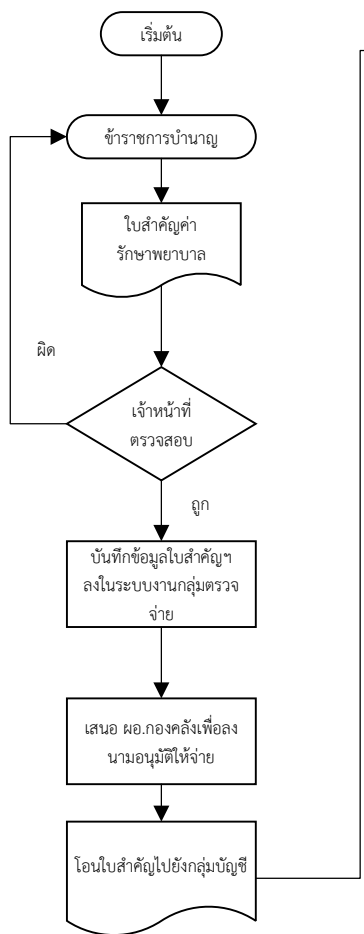 เริ่มต้น
ข้าราชการบำนาญ
ใบสำคัญค่า
รักษาพยาบาล
ผิด
เจ้าหน้าที่
ตรวจสอบ
ถูก
บันทึกข้อมูลใบสำคัญฯ
ลงในระบบงานกลุ่มตรวจ
จ่าย
เสนอ ผอ.กองคลังเพื่อลง
นามอนุมัติให้จ่าย
โอนใบสำคัญไปยังกลุ่มบัญชี